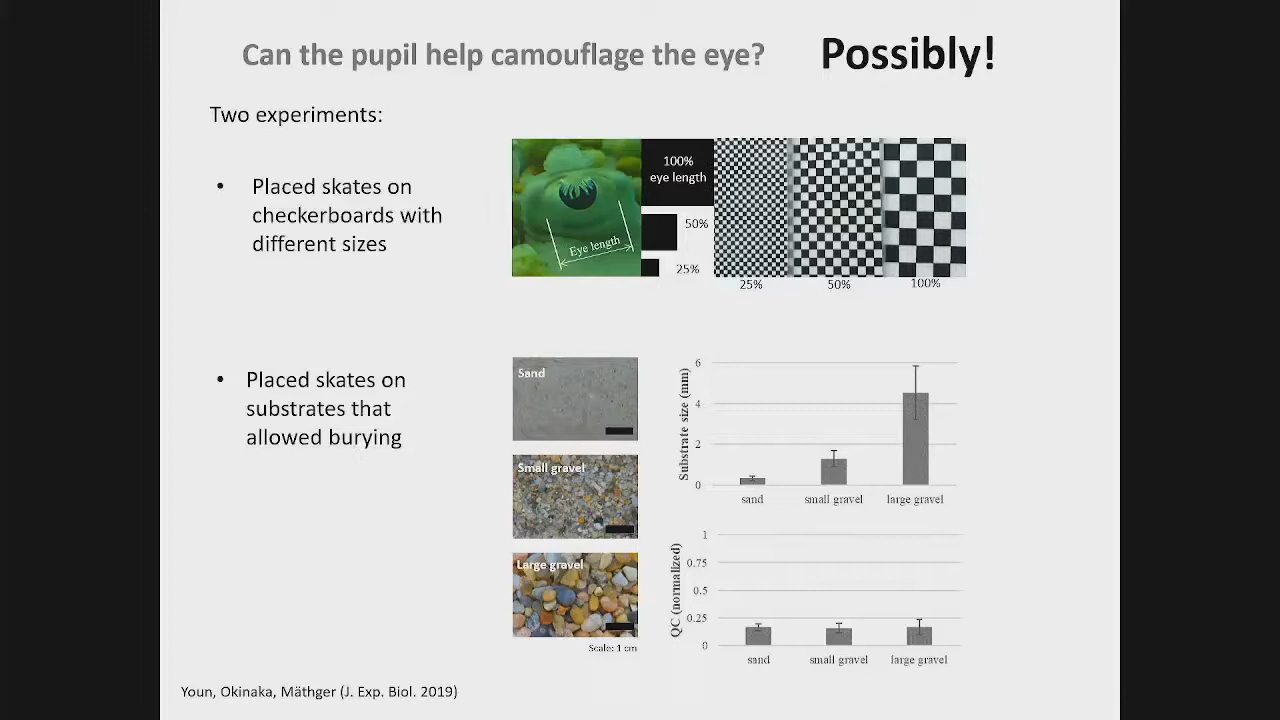 Can the pupil help camouflage the eye? Possibly!
Two experiments:
• Placed skates on
checkerboards with
different sizes
Eye length
100%
eye length
50%
25%
25% 50% 100%
• Placed skates on
substrates that
allowed burying
Sand
Small gravel
Large gravel
Scale: 1 cm
Substrate size (mm)
6
4
2
0
sand small gravel large gravel
QC (normalized)
1
0.75
0.5
0.25
0
sand small gravel large gravel
Youn, Okinaka, Mäthger (J. Exp. Biol. 2019)